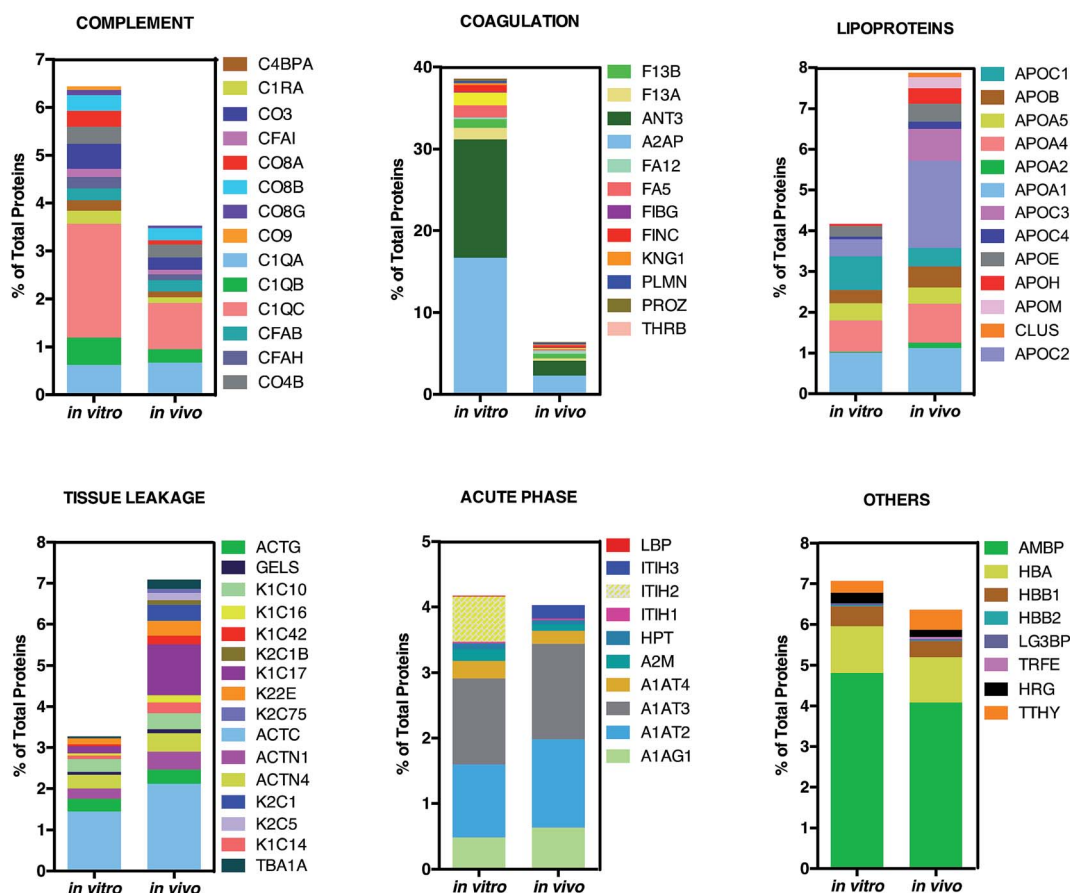 COMPLEMENT
% of Total Proteins
7
6
5
4
3
2
1
0
in vitro
in vivo
C4BPA
C1RA
CO3
CFAI
CO8A
CO8B
CO8G
CO9
C1QA
C1QB
C1QC
CFAB
CFAH
CO4B
COAGULATION
% of Total Proteins
40
30
20
10
0
in vitro
in vivo
F13B
F13A
ANT3
A2AP
FA12
FA5
FIBG
FINC
KNG1
PLMN
PROZ
THRB
LIPOPROTEINS
% of Total Proteins
8
7
6
5
4
3
2
1
0
in vitro
in vivo
APOC1
APOB
APOA5
APOA4
APOA2
APOA1
APOC3
APOC4
APOE
APOH
APOM
CLUS
APOC2
TISSUE LEAKAGE
% of Total Proteins
8
7
6
5
4
3
2
1
0
in vitro
in vivo
ACTG
GELS
K1C10
K1C16
K1C42
K2C1B
K1C17
K22E
K2C75
ACTC
ACTN1
ACTN4
K2C1
K2C5
K1C14
TBA1A
ACUTE PHASE
% of Total Proteins
5
4
3
2
1
0
in vitro
in vivo
LBP
ITIH3
ITIH2
ITIH1
HPT
A2M
A1AT4
A1AT3
A1AT2
A1AG1
OTHERS
% of Total Proteins
8
7
6
5
4
3
2
1
0
in vitro
in vivo
AMBP
HBA
HBB1
HBB2
LG3BP
TRFE
HRG
TTHY